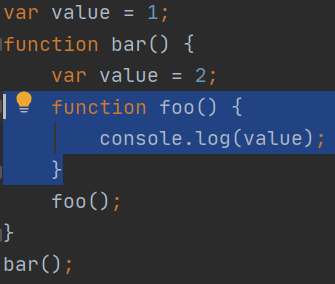 var value = 1;
function bar() {
    var value = 2;
    function foo() {
        console.log(value);
    }
    foo();
}
bar();